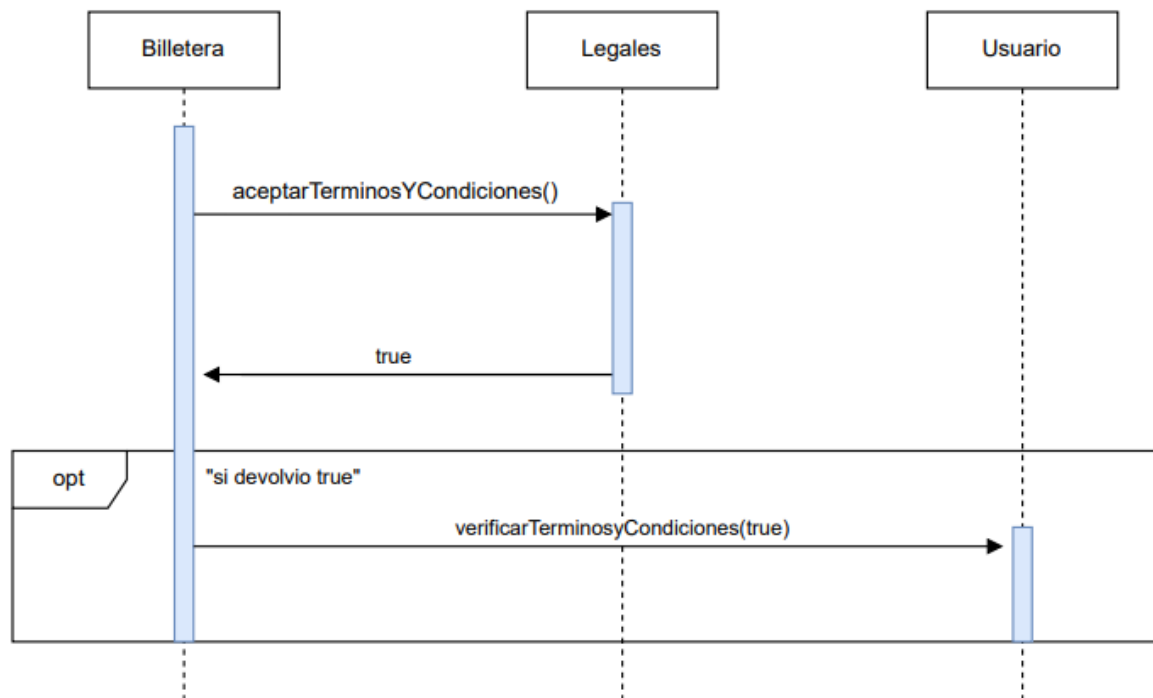 Billetera
Legales
Usuario
aceptarTerminosYCondiciones()
true
opt
"si devolvio true"
verificarTerminosyCondiciones(true)